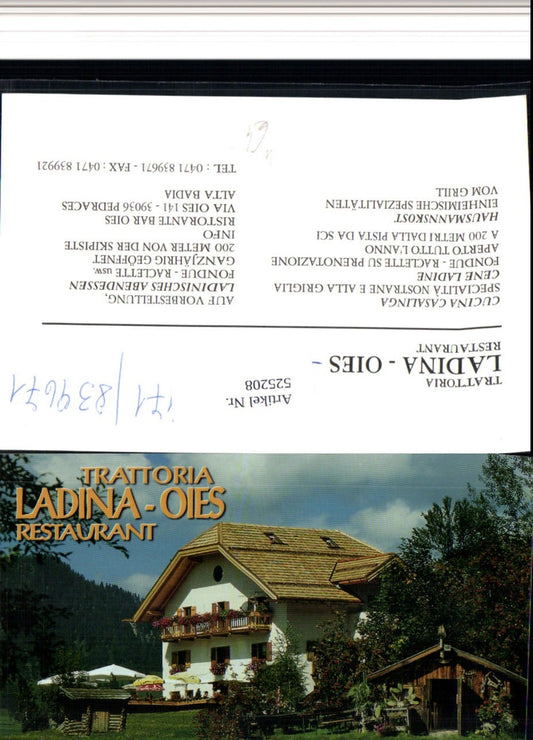 TRATTORIA
LADINA - OIES
RESTAURANT
Artikel Nr.
525208
CUCINA CASALINGA
SPECIALITÀ NOSTRANE E ALLA GRIGLIA
CENE LADINE
FONDUE - RACLETTE SU PRENOTAZIONE
APERTO TUTTO L'ANNO
A 200 METRI DALLA PISTA DA SCI
HAUSMANNSKOST
EINHEIMISCHE SPEZIALITÄTEN
VOM GRILL
AUF VORBESTELLUNG,
LADINISCHES ABENDESSEN
FONDUE - RACLETTE usw.
GANZJÄHRIG GEÖFFNET
200 METER VON DER SKIPISTE
INFO
RISTORANTE BAR OIES
VIA OIES 141 - 39036 PEDRACES
ALTA BADIA
TEL : 0471 839671 - FAX : 0471 839921
TRATTORIA
LADINA - OIES
RESTAURANT